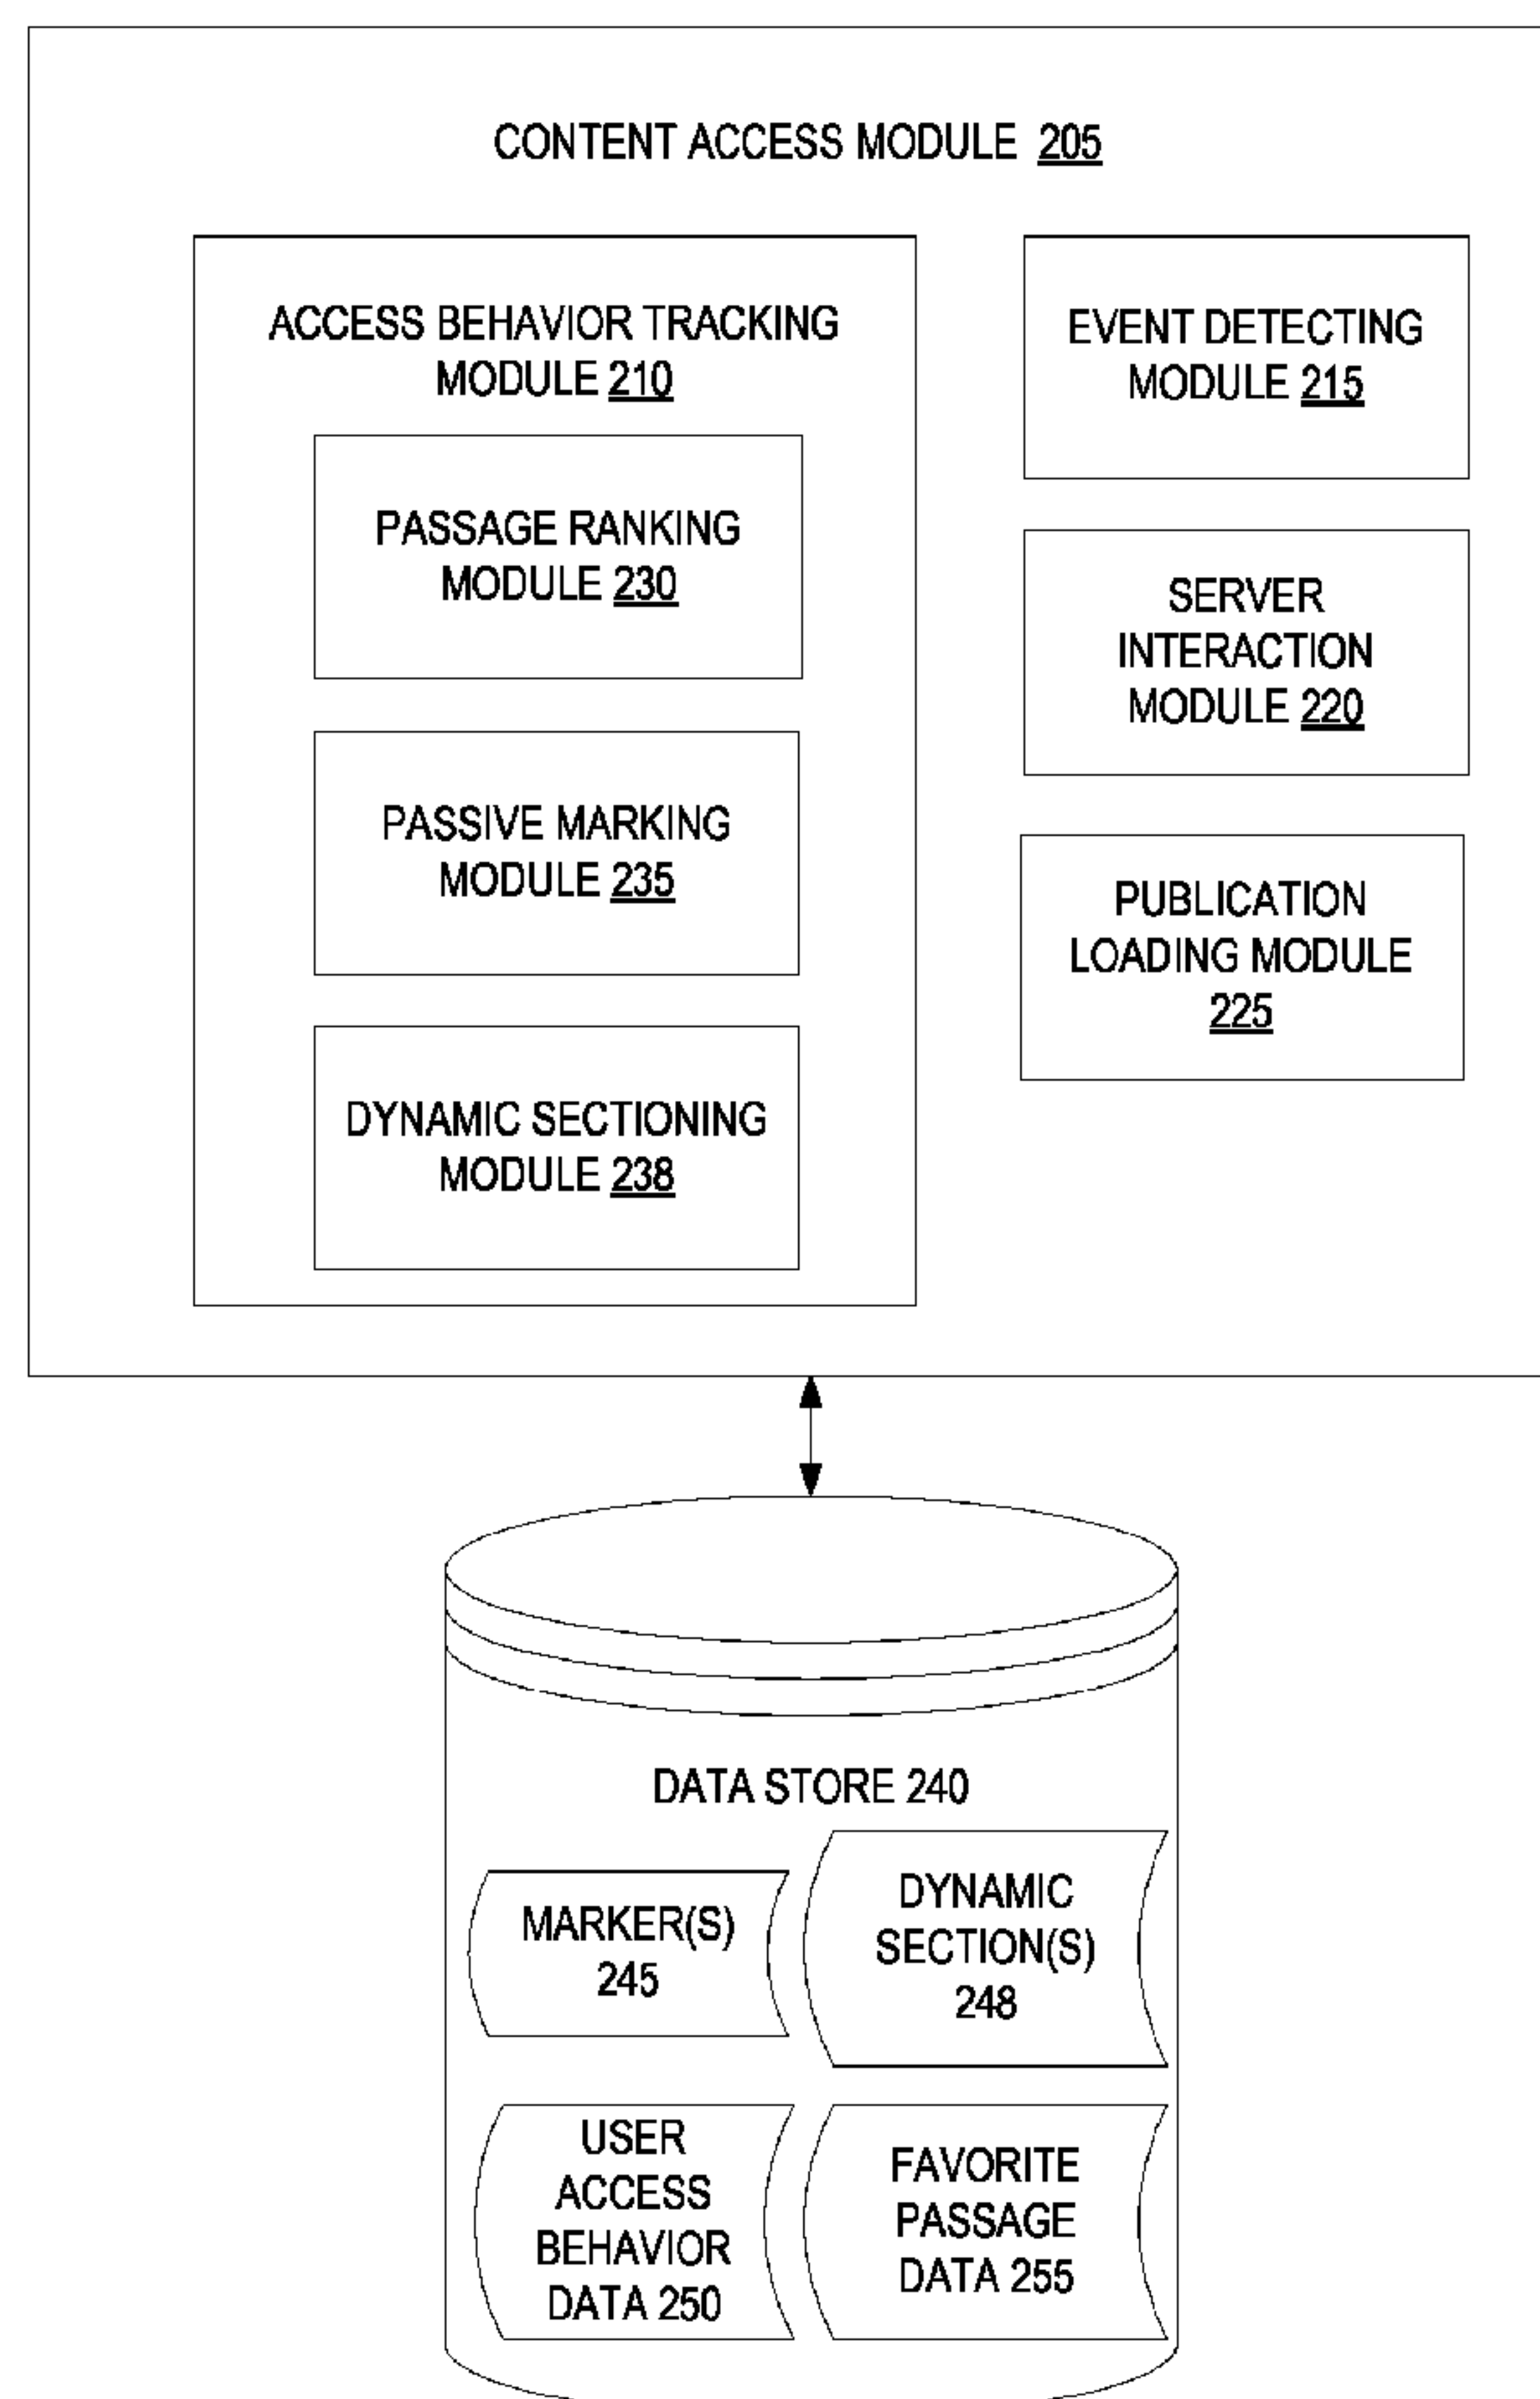 CONTENT ACCESS MODULE 205
ACCESS BEHAVIOR TRACKING
MODULE 210
PASSAGE RANKING
MODULE 230
PASSIVE MARKING
MODULE 235
DYNAMIC SECTIONING
MODULE 238
EVENT DETECTING
MODULE 215
SERVER
INTERACTION
MODULE 220
PUBLICATION
LOADING MODULE
225
DATA STORE 240
MARKER(S)
245
DYNAMIC
SECTION(S)
248
USER
ACCESS
BEHAVIOR
DATA 250
FAVORITE
PASSAGE
DATA 255